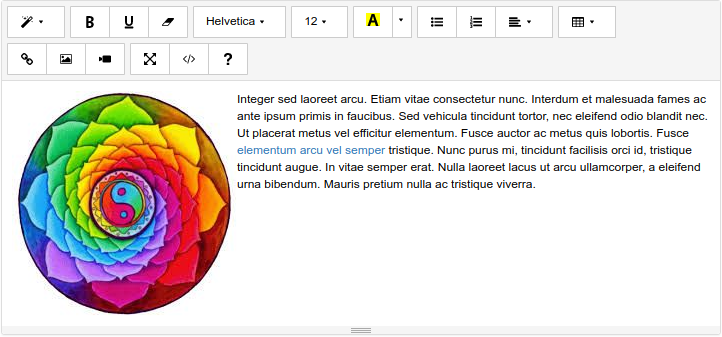 B U Helvetica 12 A
</> ?
Integer sed laoreet arcu. Etiam vitae consectetur nunc. Interdum et malesuada fames ac
ante ipsum primis in faucibus. Sed vehicula tincidunt tortor, nec eleifend odio blandit nec.
Ut placerat metus vel efficitur elementum. Fusce auctor ac metus quis lobortis. Fusce
elementum arcu vel semper tristique. Nunc purus mi, tincidunt facilisis orci id, tristique
tincidunt augue. In vitae semper erat. Nulla laoreet lacus ut arcu ullamcorper, a eleifend
urna bibendum. Mauris pretium nulla ac tristique viverra.